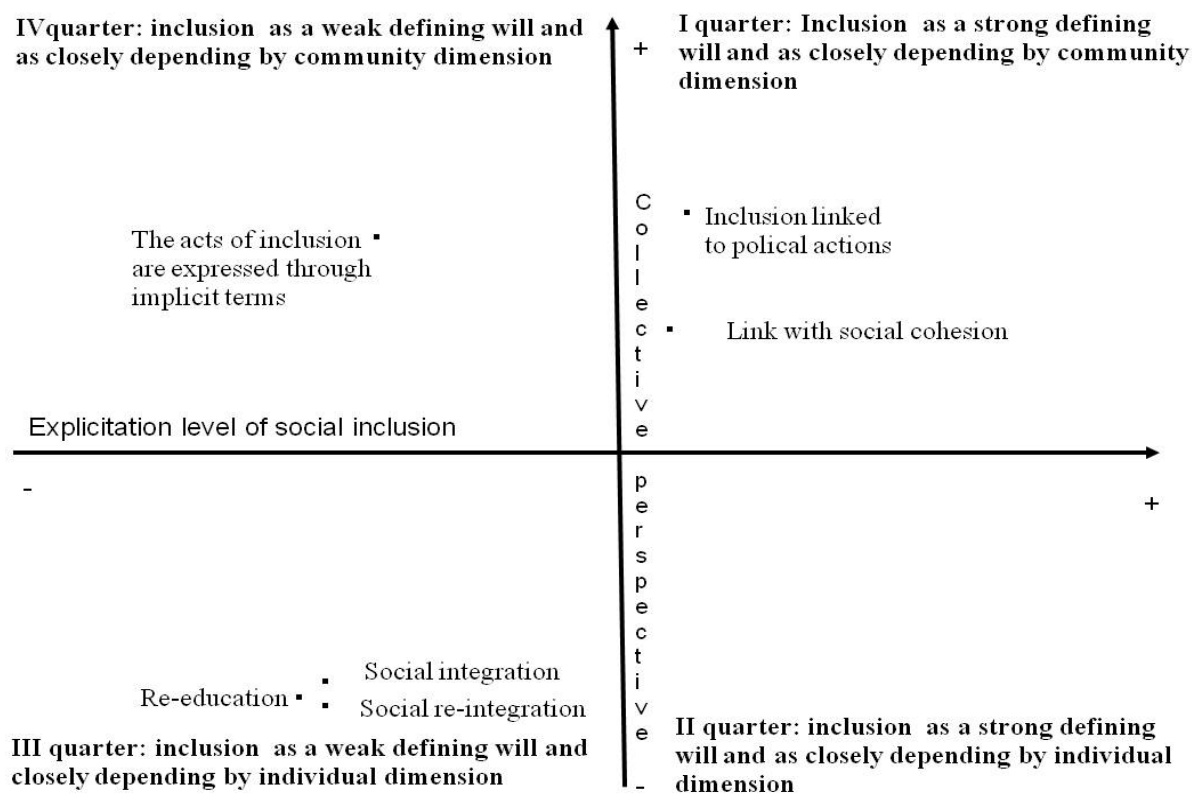 IVquarter: inclusion as a weak defining will and
as closely depending by community dimension
+
I quarter: Inclusion as a strong defining
will and as closely depending by community
dimension
The acts of inclusion
are expressed through
implicit terms
Inclusion linked
to polical actions
Link with social cohesion
Collective perspective
Explicitation level of social inclusion
-
+
Re-education
Social integration
Social re-integration
III quarter: inclusion as a weak defining will and
closely depending by individual dimension
-
II quarter: inclusion as a strong defining
will and as closely depending by individual
dimension